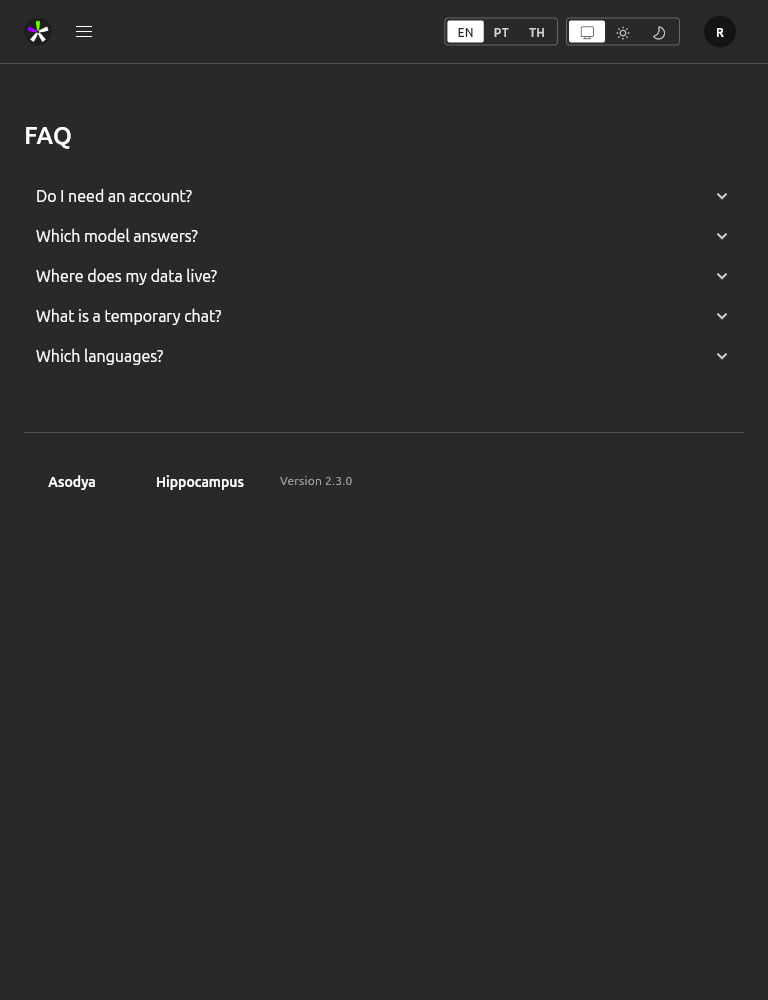 EN PT TH R
FAQ
Do I need an account?
Which model answers?
Where does my data live?
What is a temporary chat?
Which languages?
Asodya Hippocampus Version 2.3.0